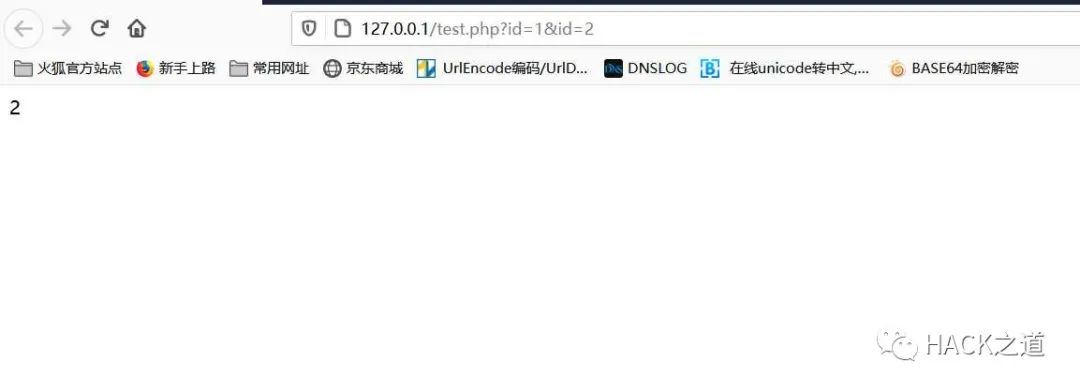 127.0.0.1/test.php?id=1&id=2
火狐官方站点 新手上路 常用网址 京东商城 UrlEncode编码/UrlD... DNSLOG 在线unicode转中文,... BASE64加密解密
2
HACK之道